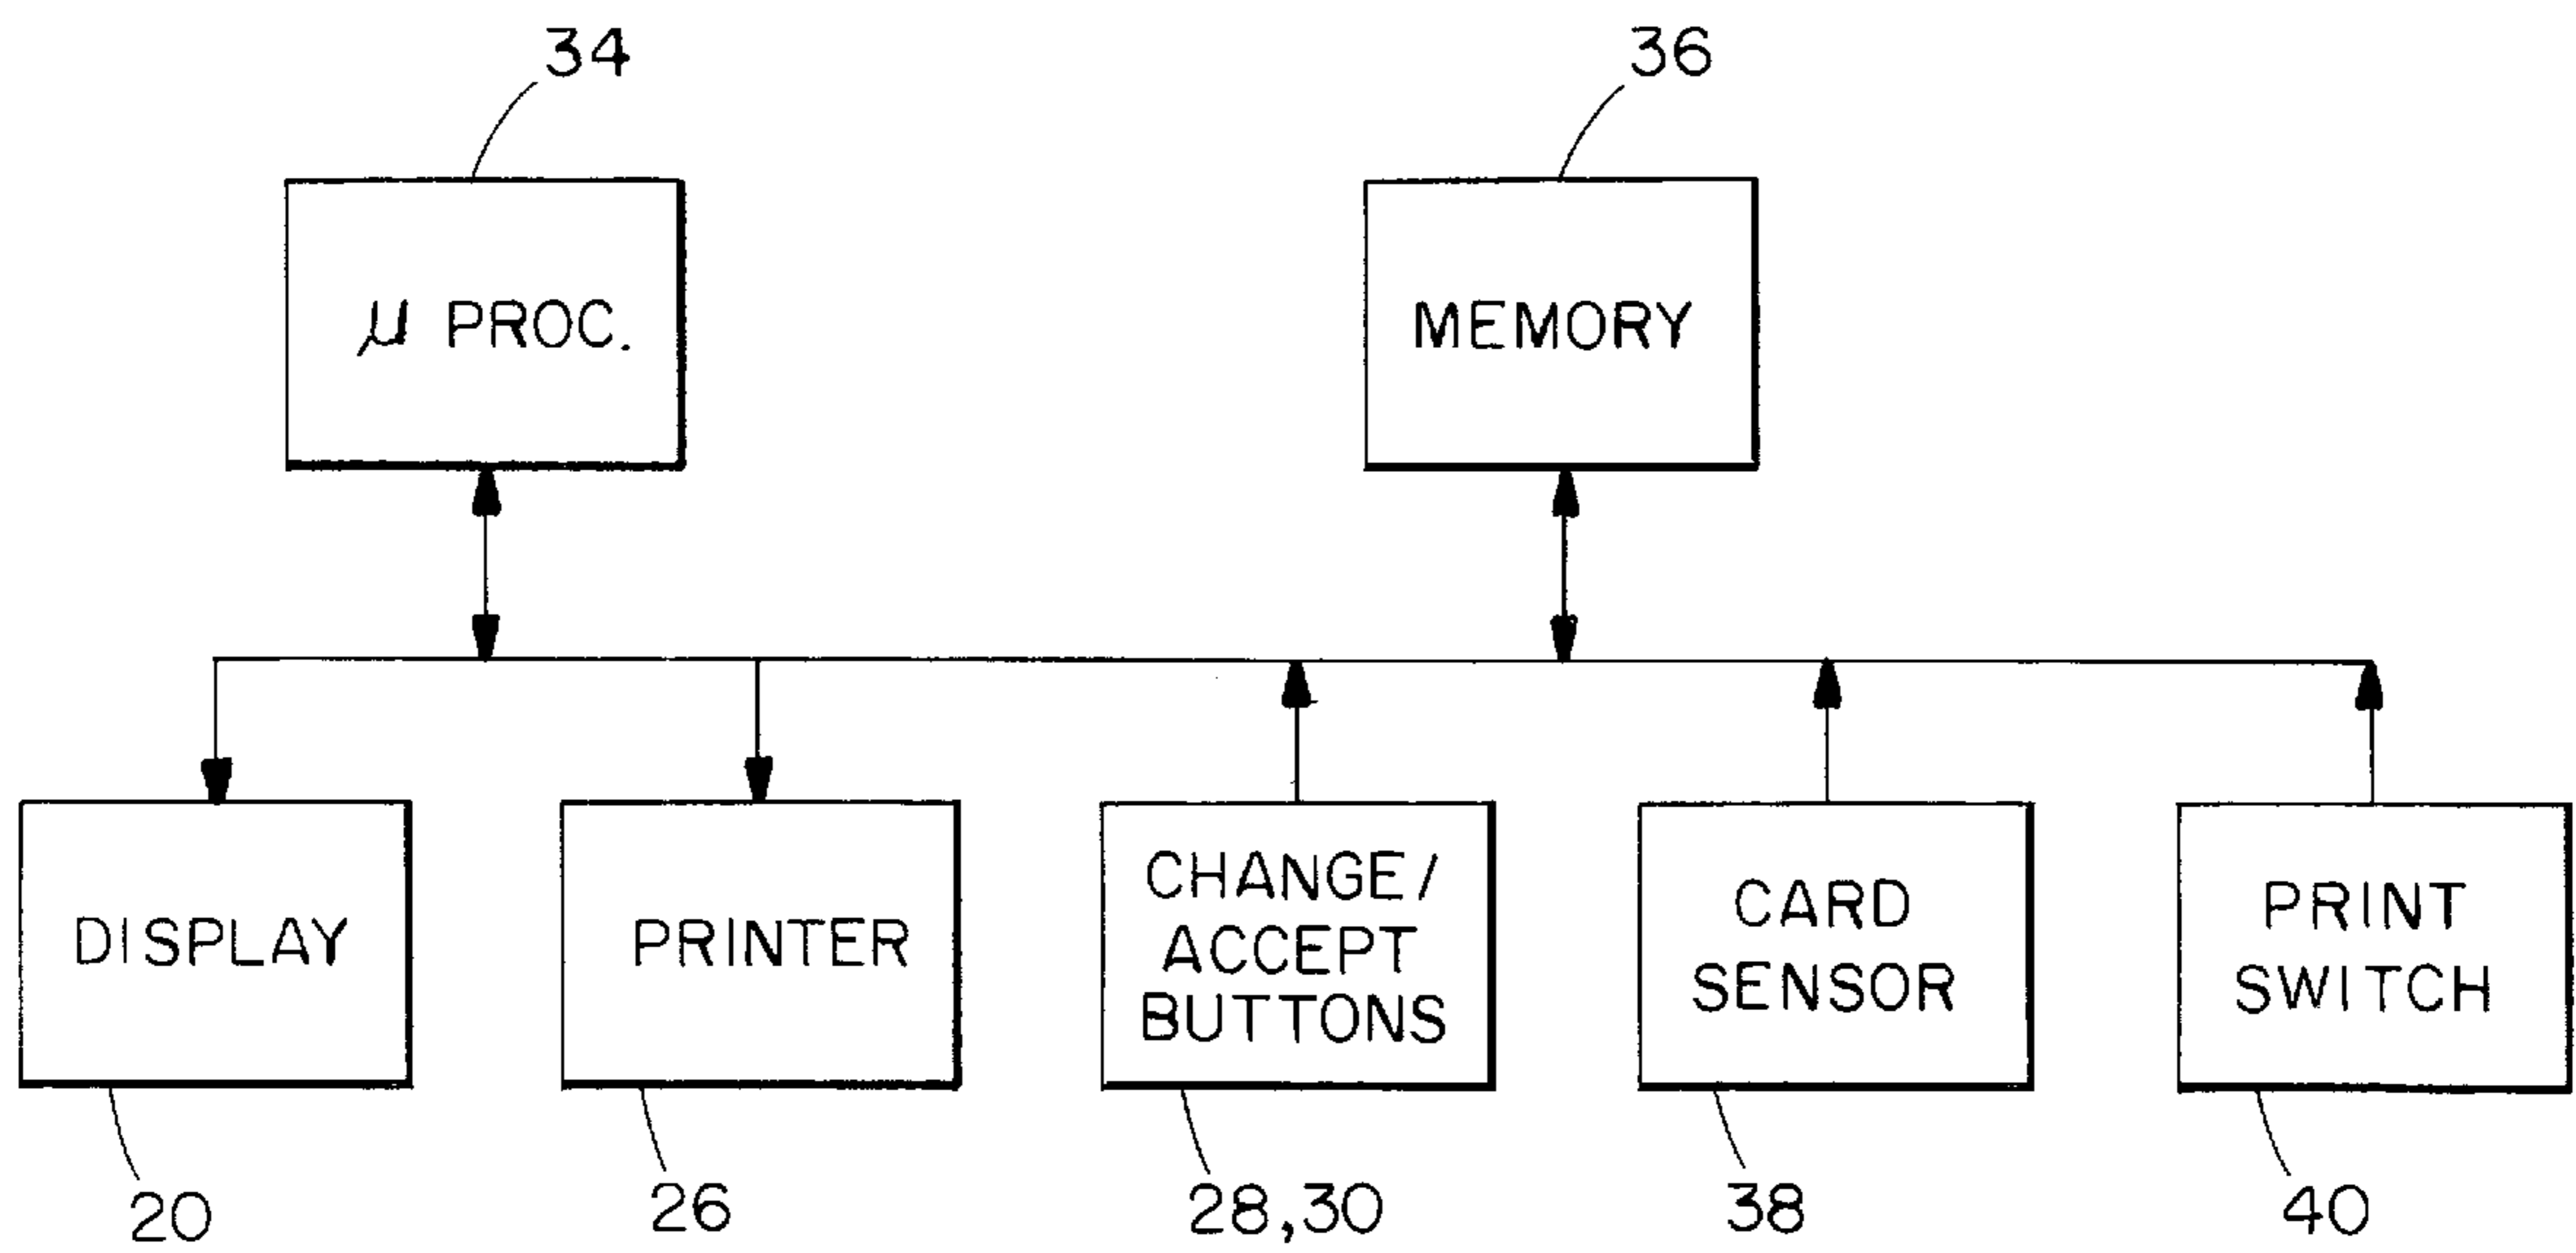 34
36
μ PROC.
MEMORY
DISPLAY
PRINTER
CHANGE/
ACCEPT
BUTTONS
CARD
SENSOR
PRINT
SWITCH
20
26
28,30
38
40